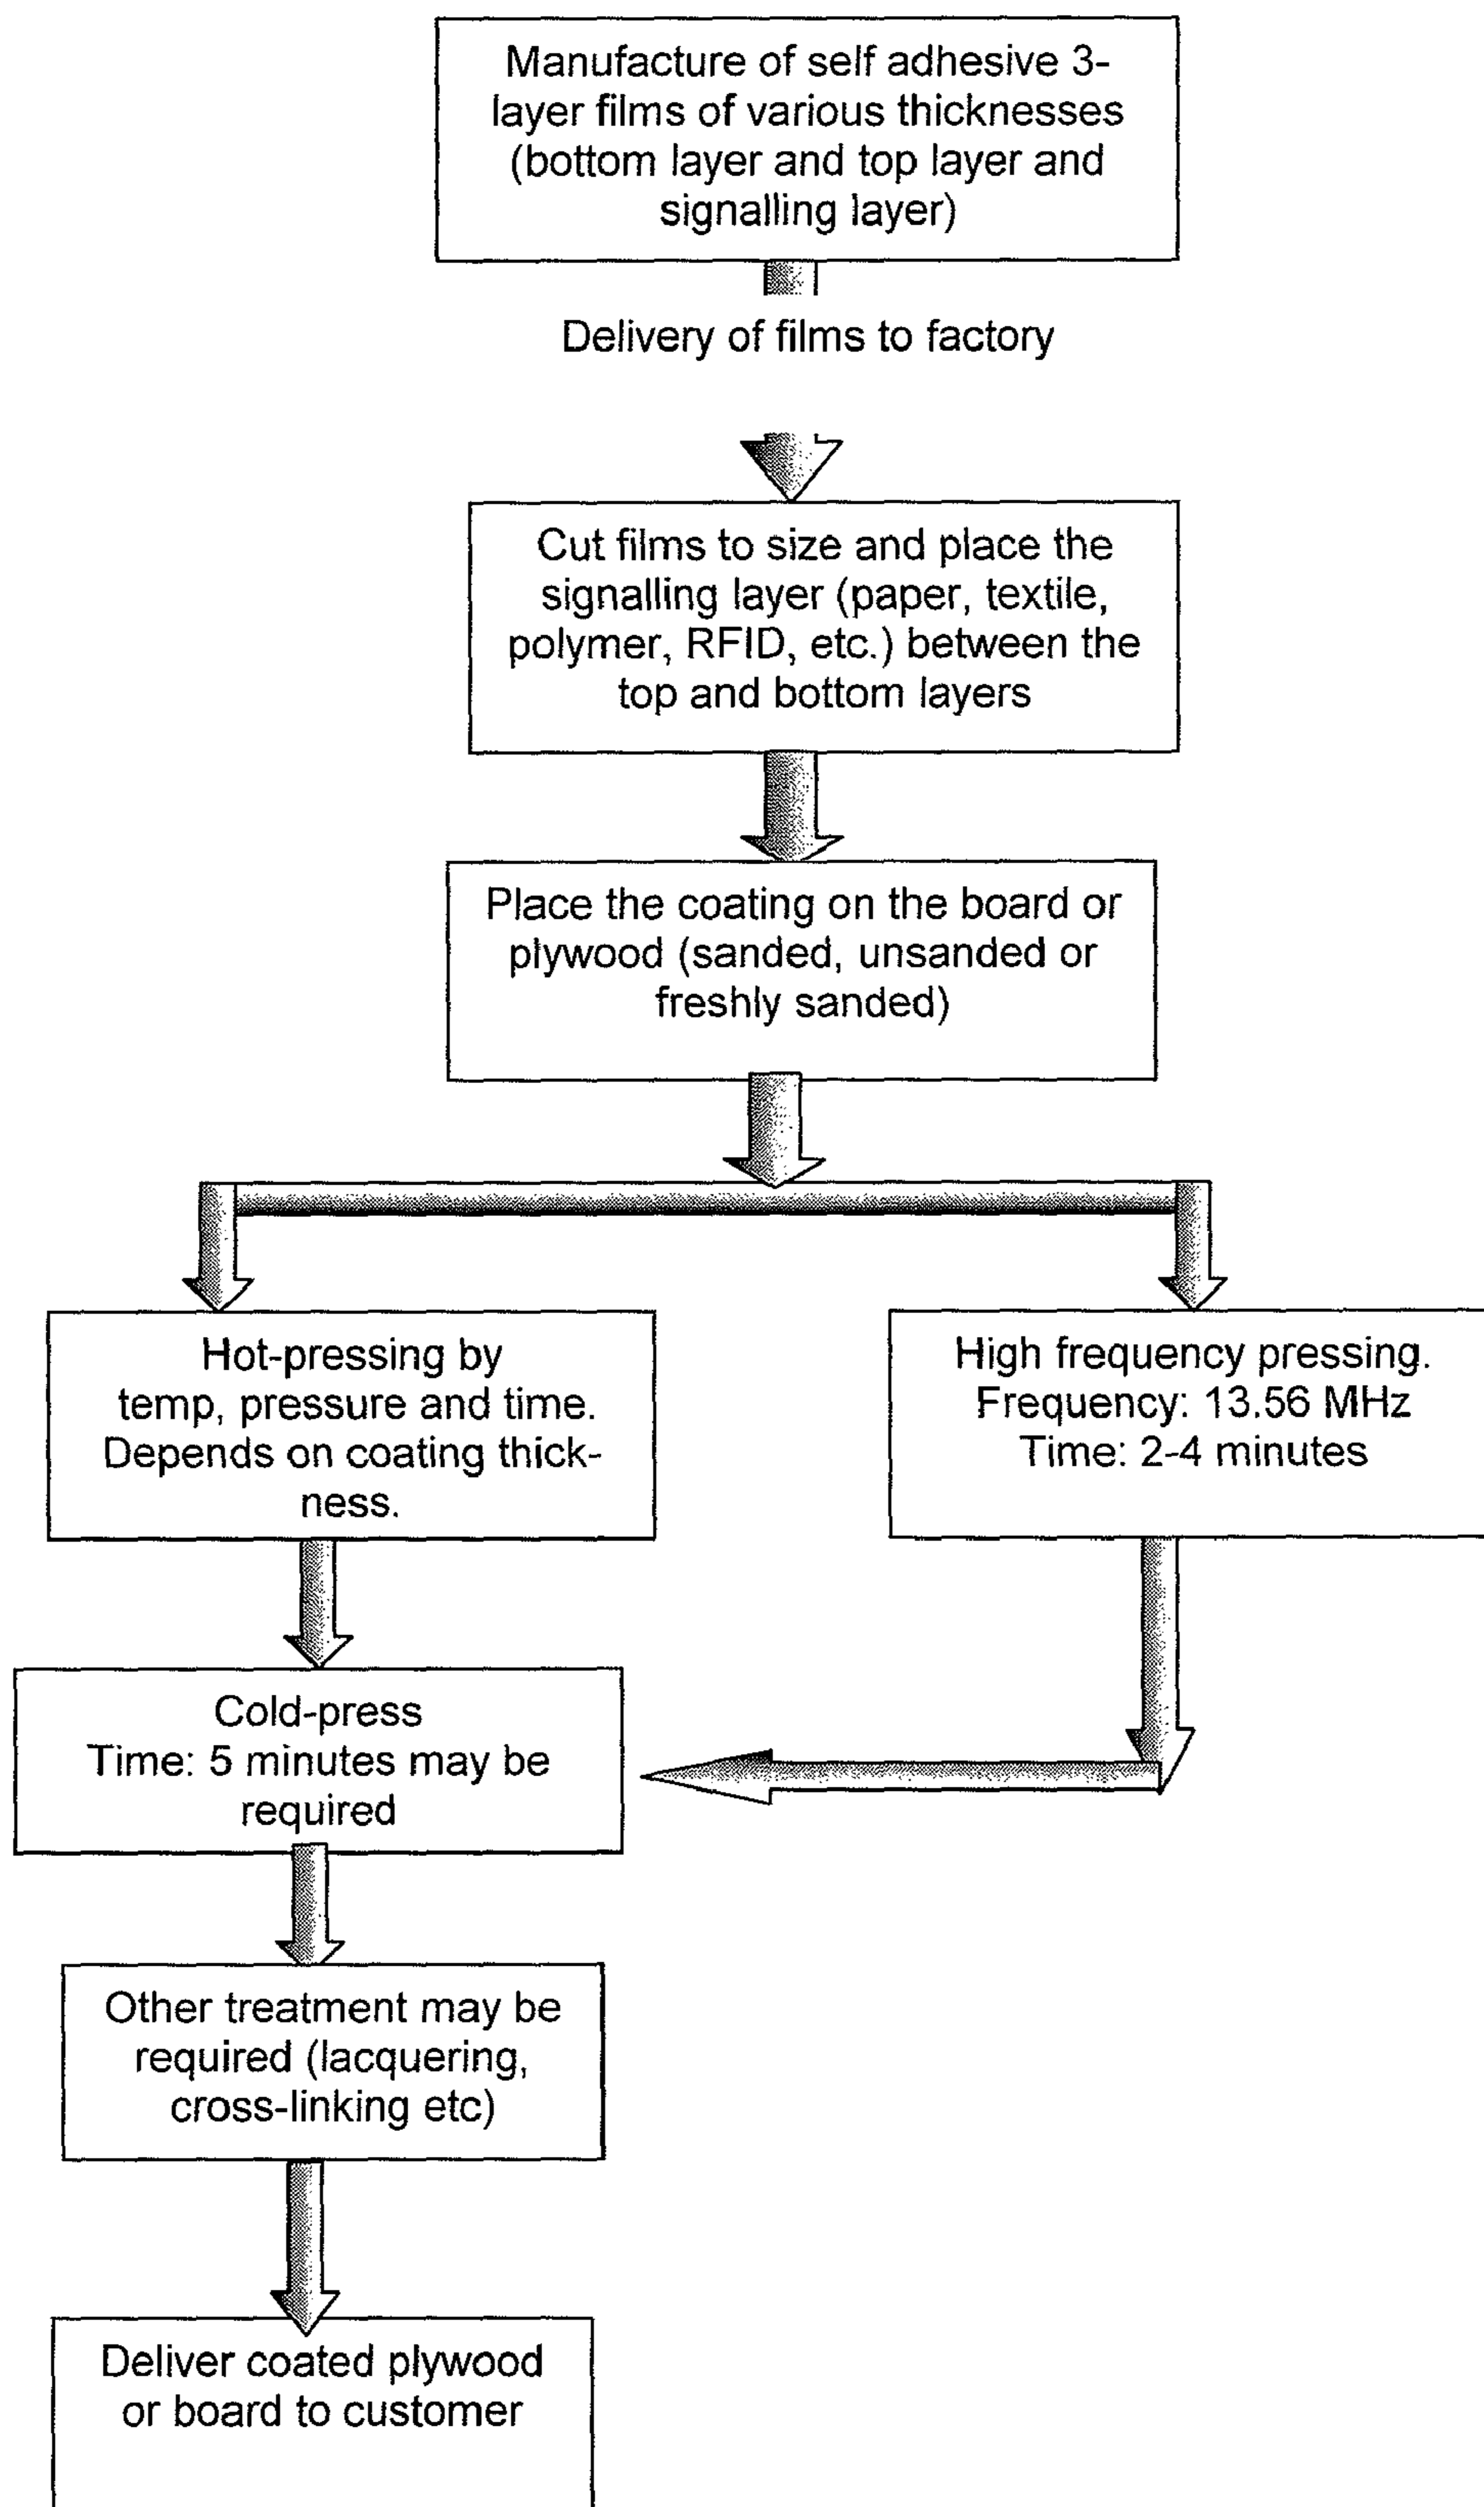 Manufacture of self adhesive 3-
layer films of various thicknesses
(bottom layer and top layer and
signalling layer)
Delivery of films to factory
Cut films to size and place the
signalling layer (paper, textile,
polymer, RFID, etc.) between the
top and bottom layers
Place the coating on the board or
plywood (sanded, unsanded or
freshly sanded)
Hot-pressing by
temp, pressure and time.
Depends on coating thick-
ness.
High frequency pressing.
Frequency: 13.56 MHz
Time: 2-4 minutes
Cold-press
Time: 5 minutes may be
required
Other treatment may be
required (lacquering,
cross-linking etc)
Deliver coated plywood
or board to customer